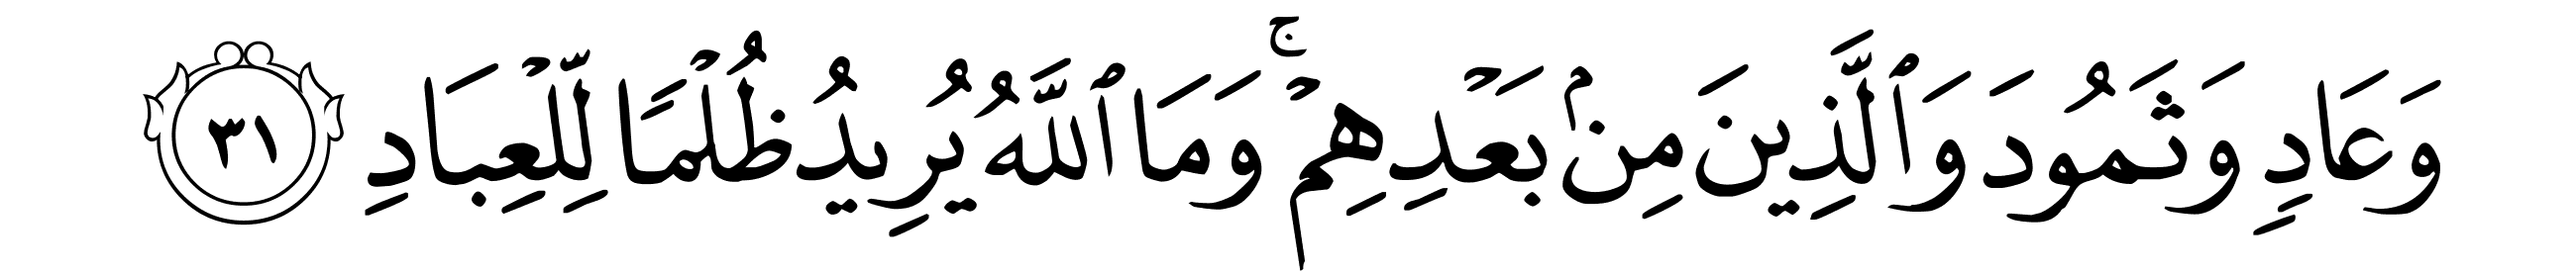 وَعَادٍ وَثَمُودَ وَٱلَّذِينَ مِنۢ بَعْدِهِمْ ۚ وَمَا ٱللَّهُ يُرِيدُ ظُلْمًا لِّلْعِبَادِ ٣١